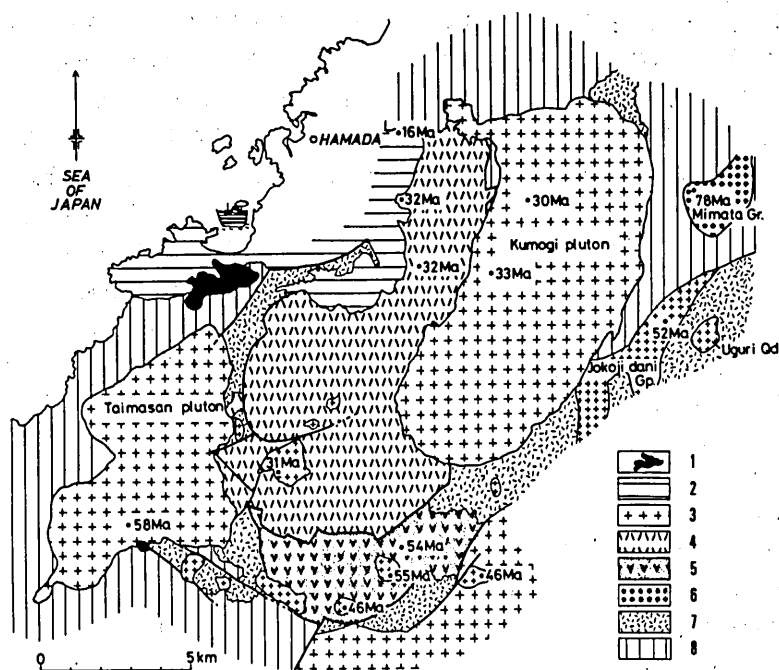 SEA
OF
JAPAN
HAMADA
16Ma
32Ma
30Ma
78Ma
Mimata Gr.
Kumogi pluton
32Ma
33Ma
52Ma
Uguri Qd
Jokoji dani
Gp.
Taimasan pluton
31Ma
58Ma
54Ma
55Ma
46Ma
46Ma
0 5km
1
2
3
4
5
6
7
8